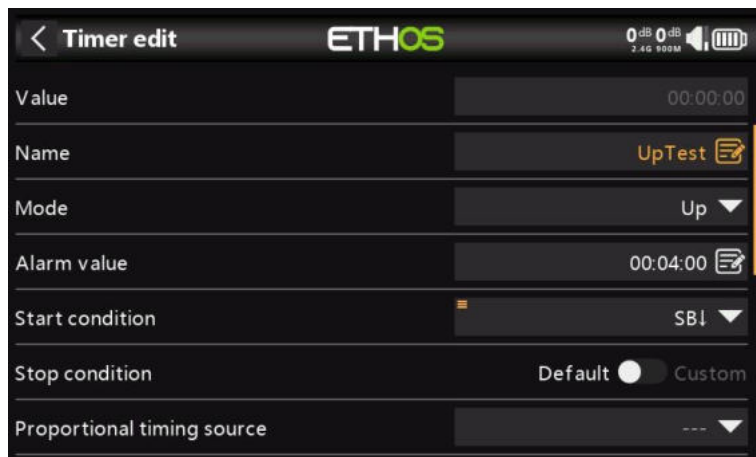 < Timer edit ETHOS 0dB 0dB
2.4G 900M
Value 00:00:00
Name UpTest
Mode Up
Alarm value 00:04:00
Start condition SB↓
Stop condition Default Custom
Proportional timing source ---